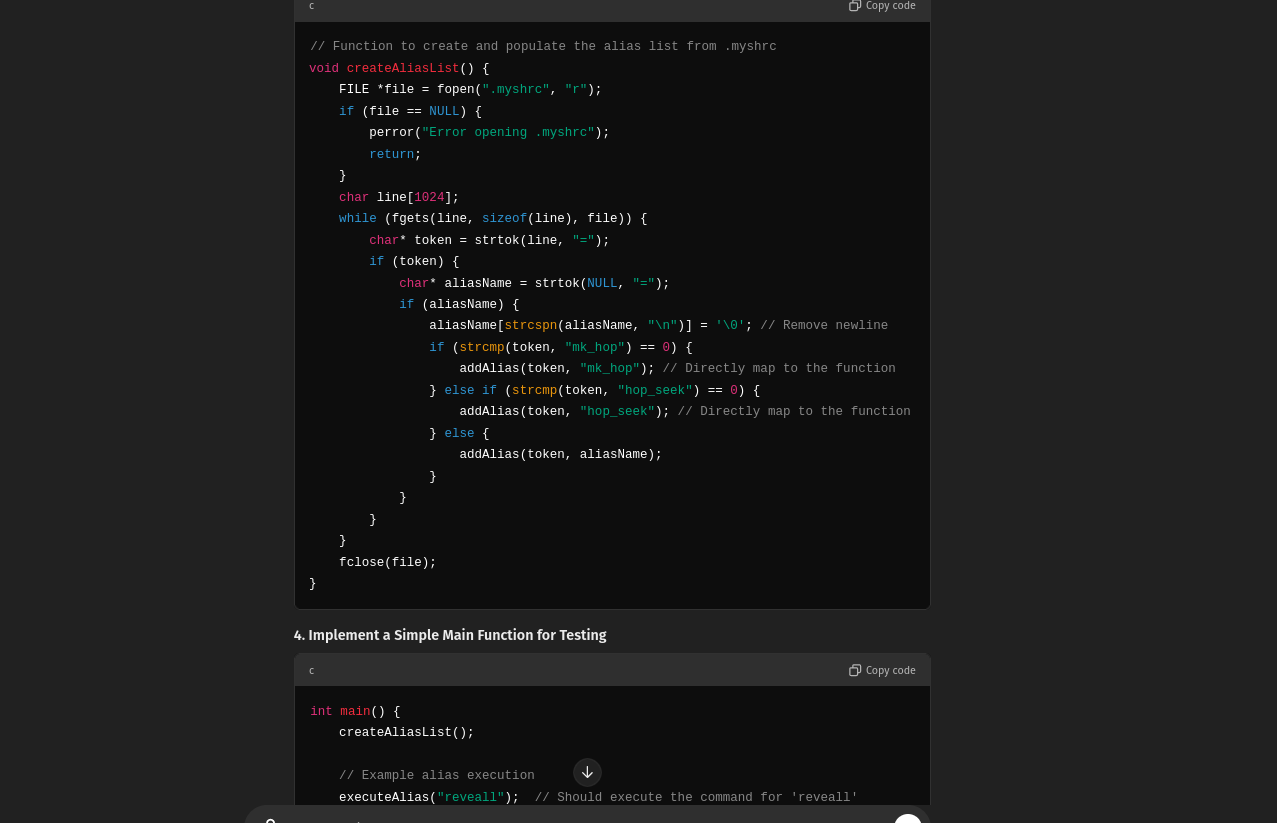 c
Copy code
// Function to create and populate the alias list from .myshrc
void createAliasList() {
    FILE *file = fopen(".myshrc", "r");
    if (file == NULL) {
        perror("Error opening .myshrc");
        return;
    }
    char line[1024];
    while (fgets(line, sizeof(line), file)) {
        char* token = strtok(line, "=");
        if (token) {
            char* aliasName = strtok(NULL, "=");
            if (aliasName) {
                aliasName[strcspn(aliasName, "\n")] = '\0'; // Remove newline
                if (strcmp(token, "mk_hop") == 0) {
                    addAlias(token, "mk_hop"); // Directly map to the function
                } else if (strcmp(token, "hop_seek") == 0) {
                    addAlias(token, "hop_seek"); // Directly map to the function
                } else {
                    addAlias(token, aliasName);
                }
            }
        }
    }
    fclose(file);
}
4. Implement a Simple Main Function for Testing
c
Copy code
int main() {
    createAliasList();
    // Example alias execution
    executeAlias("reveall");  // Should execute the command for 'reveall'